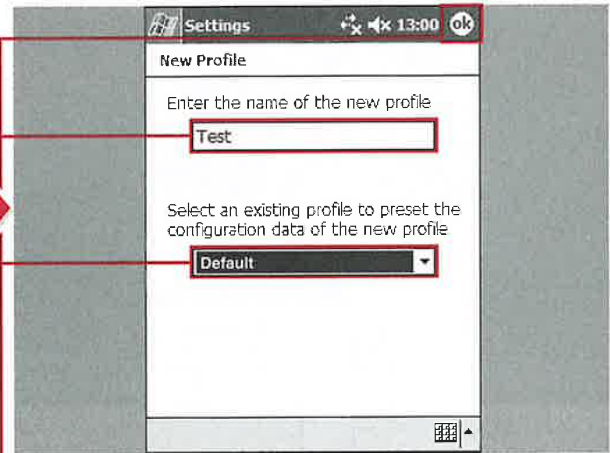 Settings 13:00 ok
New Profile
Enter the name of the new profile
Test
Select an existing profile to preset the
configuration data of the new profile
Default